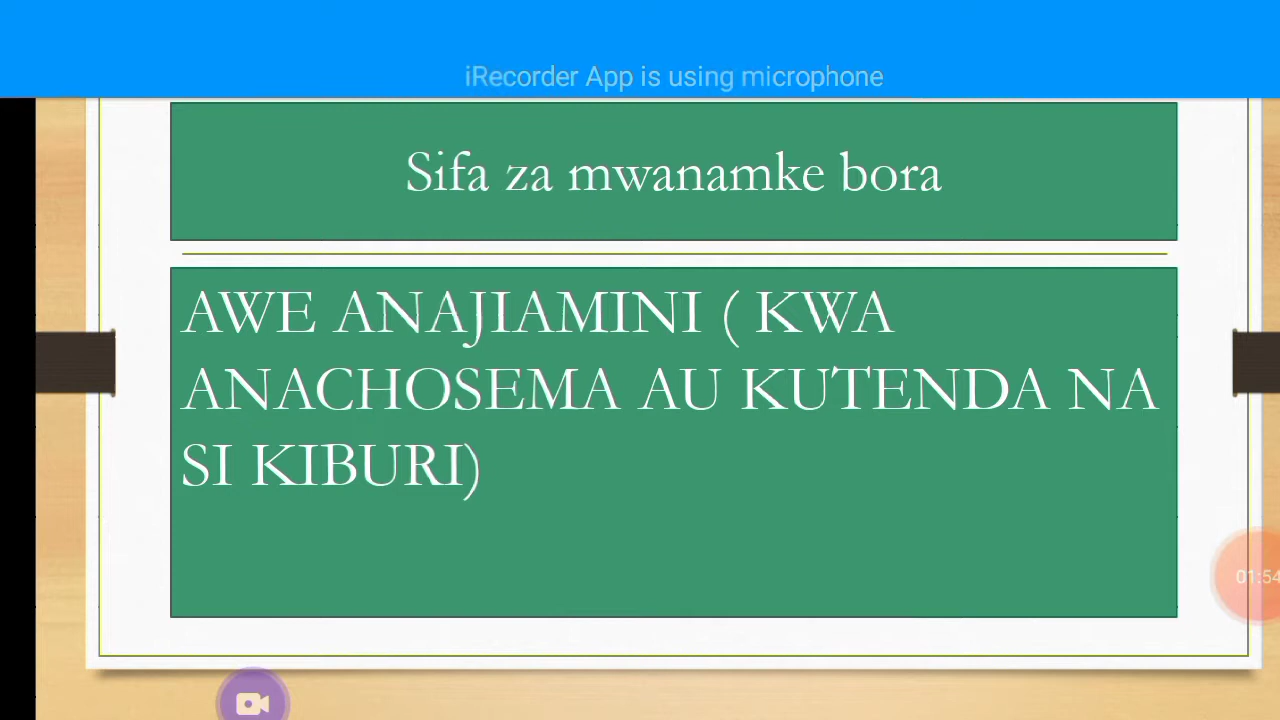 iRecorder App is using microphone
Sifa za mwanamke bora
AWE ANAJIAMINI ( KWA
ANACHOSEMA AU KUTENDA NA
SI KIBURI)
01:54